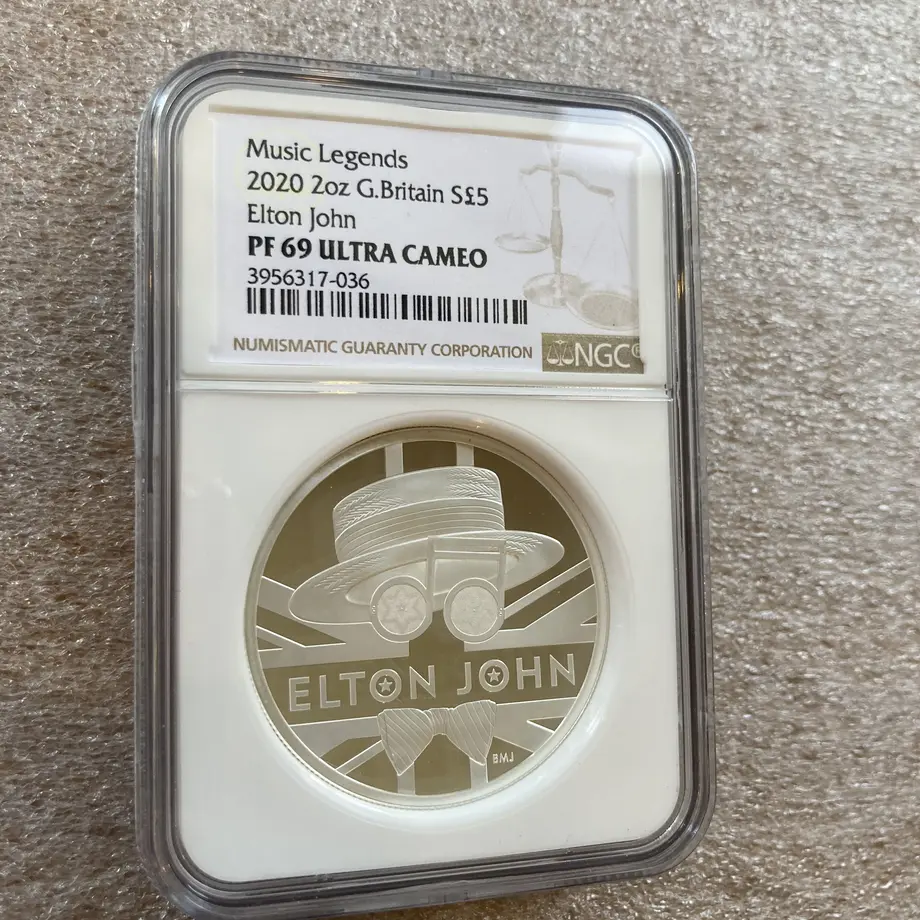 Music Legends
2020 2oz G.Britain S£5
Elton John
PF 69 ULTRA CAMEO
3956317-036
NUMISMATIC GUARANTY CORPORATION
NGC®
ELTON JOHN
BMJ